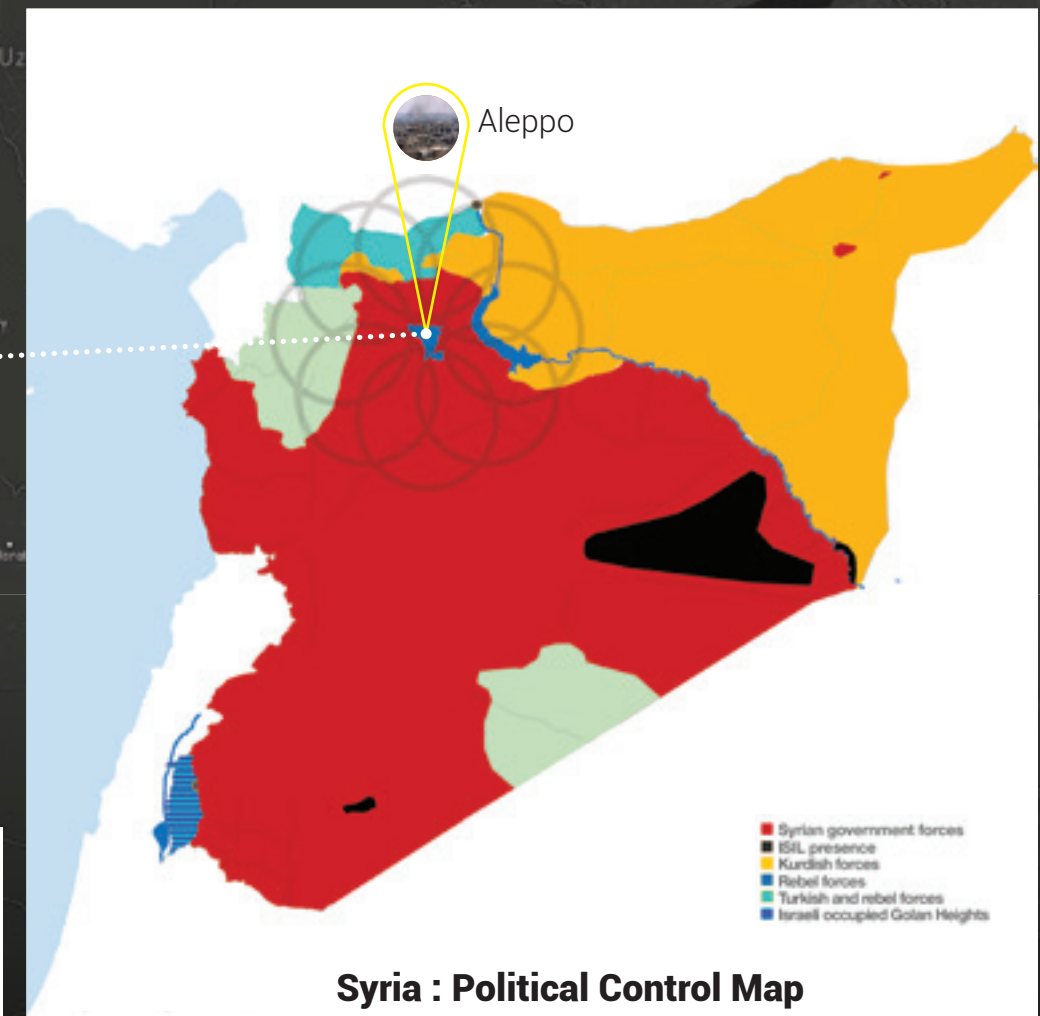 Uz
Aleppo
Syrian government forces
ISIL presence
Kurdish forces
Rebel forces
Turkish and rebel forces
Israeli occupied Golan Heights
Syria : Political Control Map